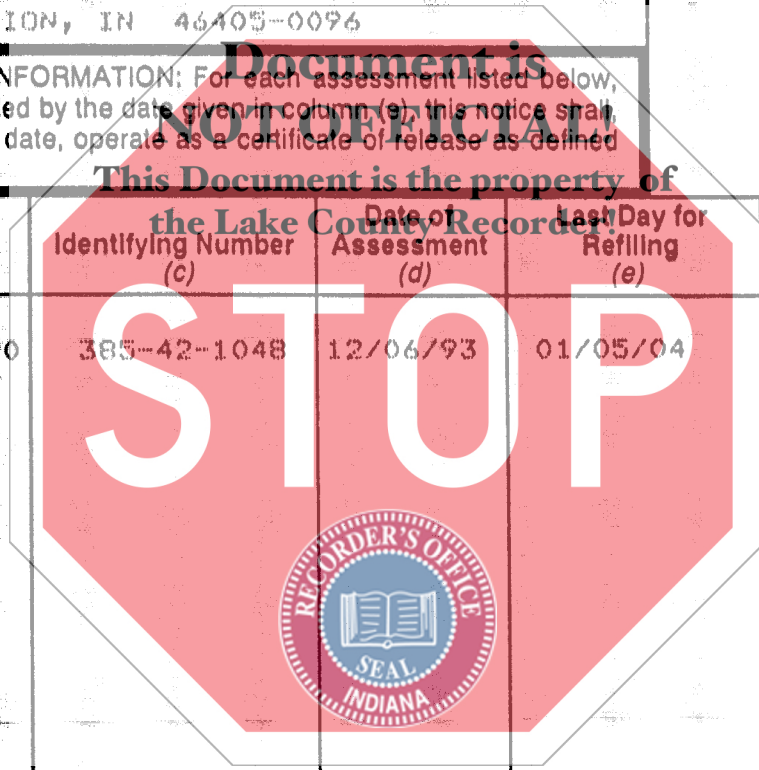 ION, IN 46405-0096
NFORMATION: For each assessment listed below,
ed by the date given in column (e), this notice shall,
date, operate as a certificate of release as defined
Document is
NOT OFFICIAL!
This Document is the property of
the Lake County Recorder!
Identifying Number
(c)
Date of
Assessment
(d)
Last Day for
Refiling
(e)
0 385-42-1048 12/06/93 01/05/04
STOP
RECORDER'S OFFICE
SEAL
INDIANA